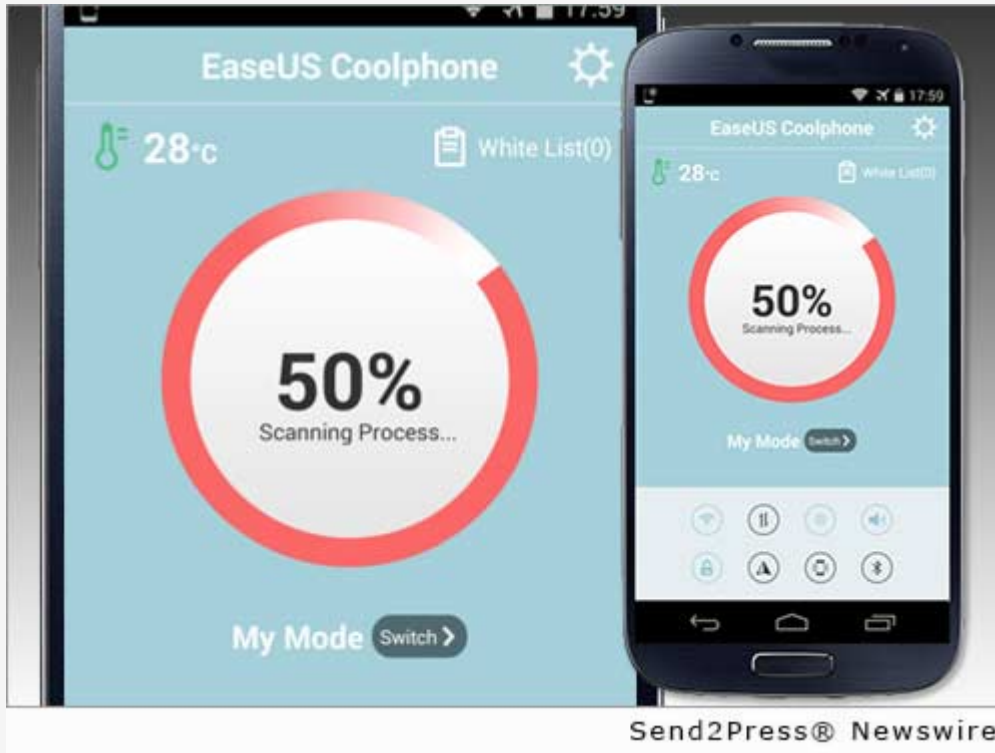 17:59
EaseUS Coolphone
28°C
White List(0)
50%
Scanning Process...
My Mode Switch >
17:59
EaseUS Coolphone
28°C
White List(0)
50%
Scanning Process...
My Mode Switch >
Send2Press® Newswire